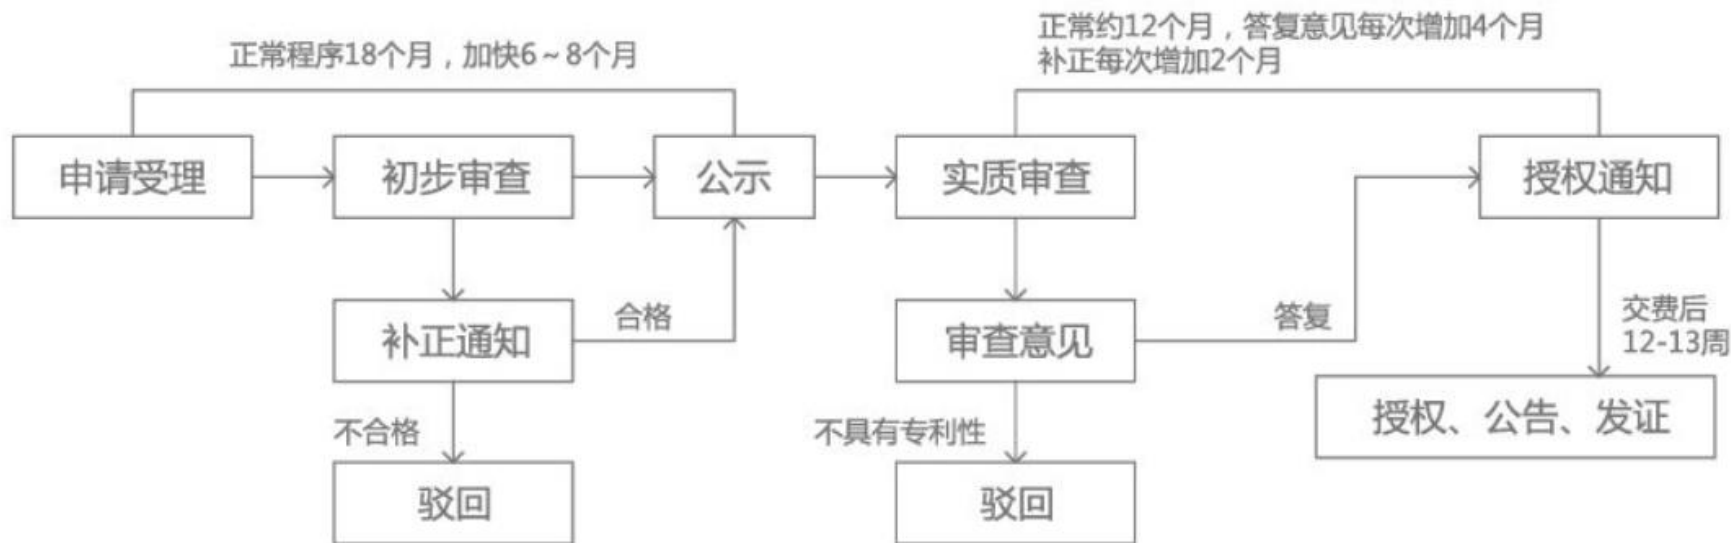 正常程序18个月，加快6～8个月
正常约12个月，答复意见每次增加4个月
补正每次增加2个月
申请受理
初步审查
公示
实质审查
授权通知
补正通知
合格
审查意见
答复
交费后
12-13周
不合格
不具有专利性
授权、公告、发证
驳回
驳回